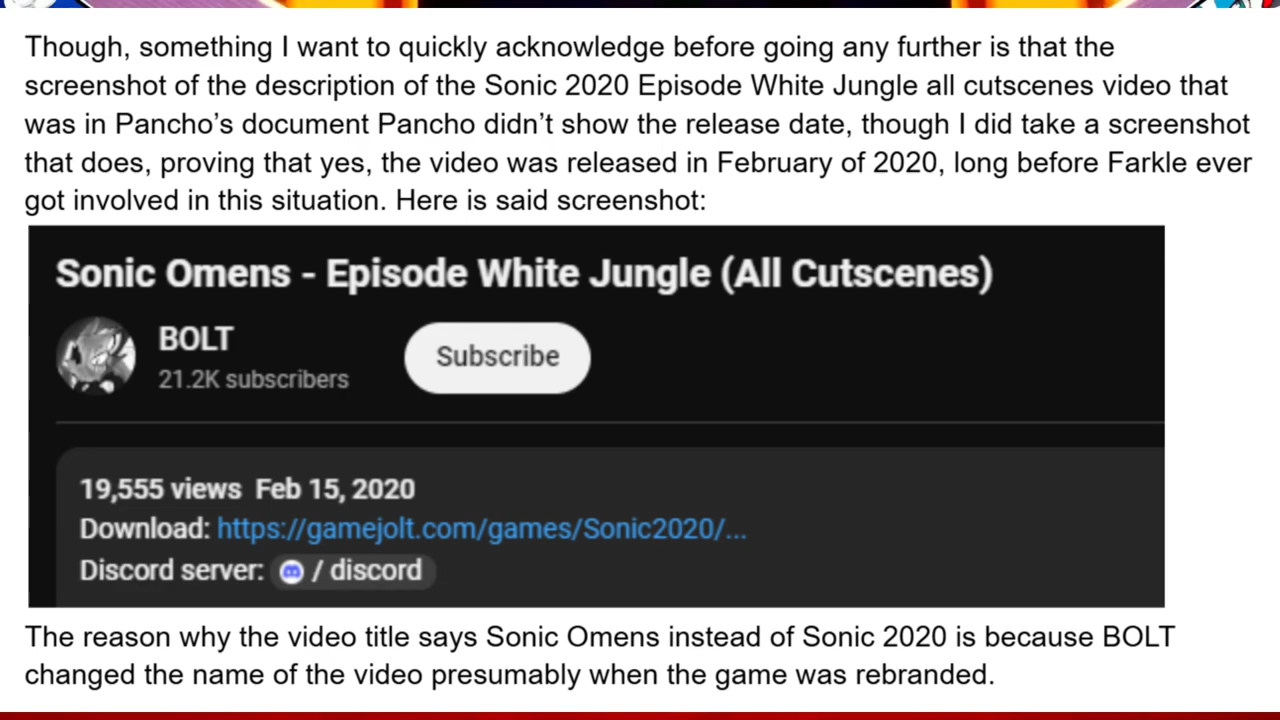 Though, something I want to quickly acknowledge before going any further is that the
screenshot of the description of the Sonic 2020 Episode White Jungle all cutscenes video that
was in Pancho’s document Pancho didn’t show the release date, though I did take a screenshot
that does, proving that yes, the video was released in February of 2020, long before Farkle ever
got involved in this situation. Here is said screenshot:
Sonic Omens - Episode White Jungle (All Cutscenes)
BOLT
21.2K subscribers
Subscribe
19,555 views Feb 15, 2020
Download: https://gamejolt.com/games/Sonic2020/...
Discord server: / discord
The reason why the video title says Sonic Omens instead of Sonic 2020 is because BOLT
changed the name of the video presumably when the game was rebranded.